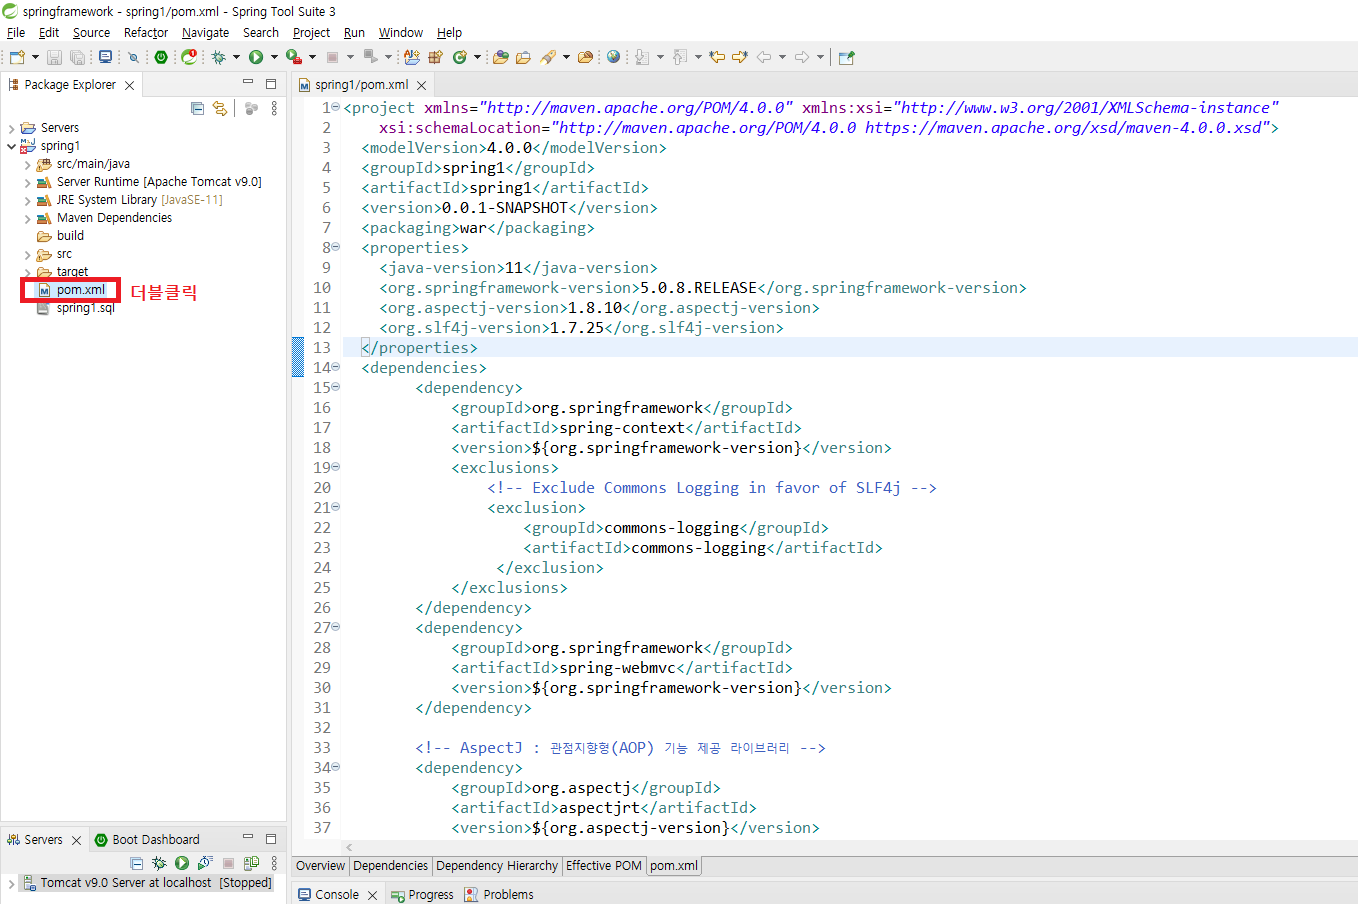 springframework - spring1/pom.xml - Spring Tool Suite 3
File Edit Source Refactor Navigate Search Project Run Window Help
Package Explorer
Servers
spring1
src/main/java
Server Runtime [Apache Tomcat v9.0]
JRE System Library [JavaSE-11]
Maven Dependencies
build
src
target
pom.xml 더블클릭
spring1.sql
spring1/pom.xml
1 <project xmlns="http://maven.apache.org/POM/4.0.0" xmlns:xsi="http://www.w3.org/2001/XMLSchema-instance"
2 xsi:schemaLocation="http://maven.apache.org/POM/4.0.0 https://maven.apache.org/xsd/maven-4.0.0.xsd">
3 <modelVersion>4.0.0</modelVersion>
4 <groupId>spring1</groupId>
5 <artifactId>spring1</artifactId>
6 <version>0.0.1-SNAPSHOT</version>
7 <packaging>war</packaging>
8 <properties>
9 <java-version>11</java-version>
10 <org.springframework-version>5.0.8.RELEASE</org.springframework-version>
11 <org.aspectj-version>1.8.10</org.aspectj-version>
12 <org.slf4j-version>1.7.25</org.slf4j-version>
13 </properties>
14 <dependencies>
15 <dependency>
16 <groupId>org.springframework</groupId>
17 <artifactId>spring-context</artifactId>
18 <version>${org.springframework-version}</version>
19 <exclusions>
20 <!-- Exclude Commons Logging in favor of SLF4j -->
21 <exclusion>
22 <groupId>commons-logging</groupId>
23 <artifactId>commons-logging</artifactId>
24 </exclusion>
25 </exclusions>
26 </dependency>
27 <dependency>
28 <groupId>org.springframework</groupId>
29 <artifactId>spring-webmvc</artifactId>
30 <version>${org.springframework-version}</version>
31 </dependency>
32
33 <!-- AspectJ : 관점지향형(AOP) 기능 제공 라이브러리 -->
34 <dependency>
35 <groupId>org.aspectj</groupId>
36 <artifactId>aspectjrt</artifactId>
37 <version>${org.aspectj-version}</version>
Overview Dependencies Dependency Hierarchy Effective POM pom.xml
Servers Boot Dashboard
Tomcat v9.0 Server at localhost [Stopped]
Console Progress Problems